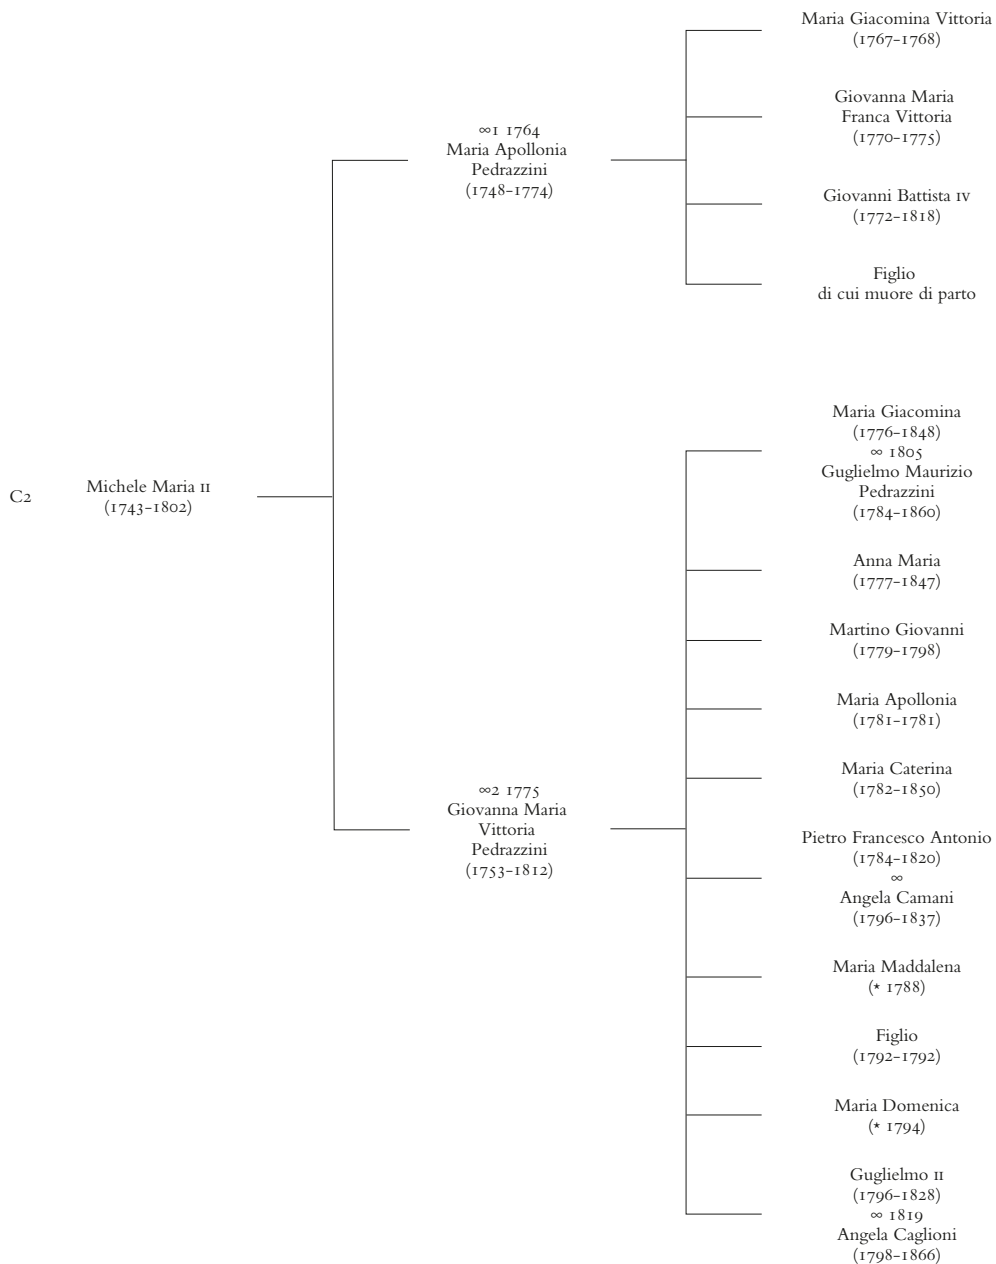 C2
Michele Maria II
(1743-1802)
∞1 1764
Maria Apollonia
Pedrazzini
(1748-1774)
Maria Giacomina Vittoria
(1767-1768)
Giovanna Maria
Franca Vittoria
(1770-1775)
Giovanni Battista IV
(1772-1818)
Figlio
di cui muore di parto
∞2 1775
Giovanna Maria
Vittoria
Pedrazzini
(1753-1812)
Maria Giacomina
(1776-1848)
∞ 1805
Guglielmo Maurizio
Pedrazzini
(1784-1860)
Anna Maria
(1777-1847)
Martino Giovanni
(1779-1798)
Maria Apollonia
(1781-1781)
Maria Caterina
(1782-1850)
Pietro Francesco Antonio
(1784-1820)
∞
Angela Camani
(1796-1837)
Maria Maddalena
(* 1788)
Figlio
(1792-1792)
Maria Domenica
(* 1794)
Guglielmo II
(1796-1828)
∞ 1819
Angela Caglioni
(1798-1866)